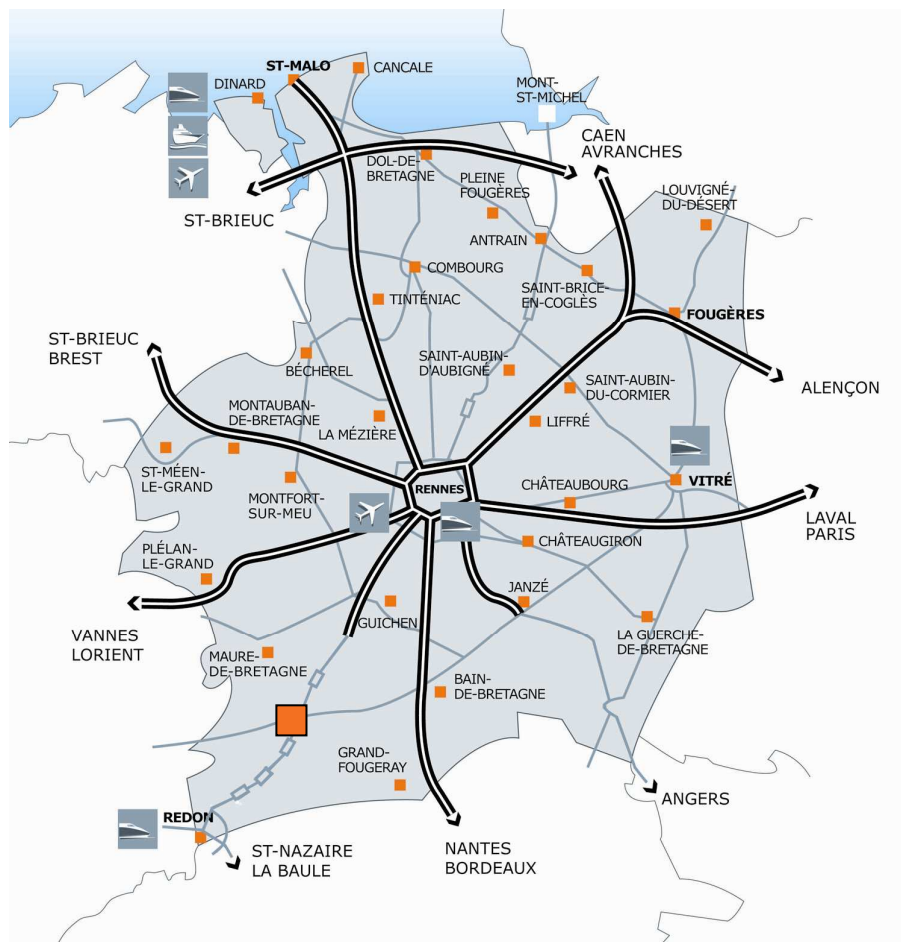 ST-MALO
CANCALE
DINARD
MONT-
ST-MICHEL
CAEN
AVRANCHES
DOL-DE-
BRETAGNE
PLEINE
FOUGÈRES
LOUVIGNÉ-
DU-DÉSERT
ST-BRIEUC
ANTRAIN
COMBOURG
SAINT-BRICE-
EN-COGLÈS
TINTÉNIAC
FOUGÈRES
ST-BRIEUC
BREST
BÉCHEREL
SAINT-AUBIN-
D'AUBIGNÉ
ALENÇON
SAINT-AUBIN-
DU-CORMIER
MONTAUBAN-
DE-BRETAGNE
LA MÉZIÈRE
LIFFRÉ
ST-MÉEN-
LE-GRAND
MONTFORT-
SUR-MEU
RENNES
CHÂTEAUBOURG
VITRÉ
LAVAL
PARIS
CHÂTEAUGIRON
PLÉLAN-
LE-GRAND
JANZÉ
GUICHEN
VANNES
LORIENT
LA GUERCHE-
DE-BRETAGNE
MAURE-
DE-BRETAGNE
BAIN-
DE-BRETAGNE
GRAND-
FOUGERAY
ANGERS
REDON
ST-NAZAIRE
LA BAULE
NANTES
BORDEAUX